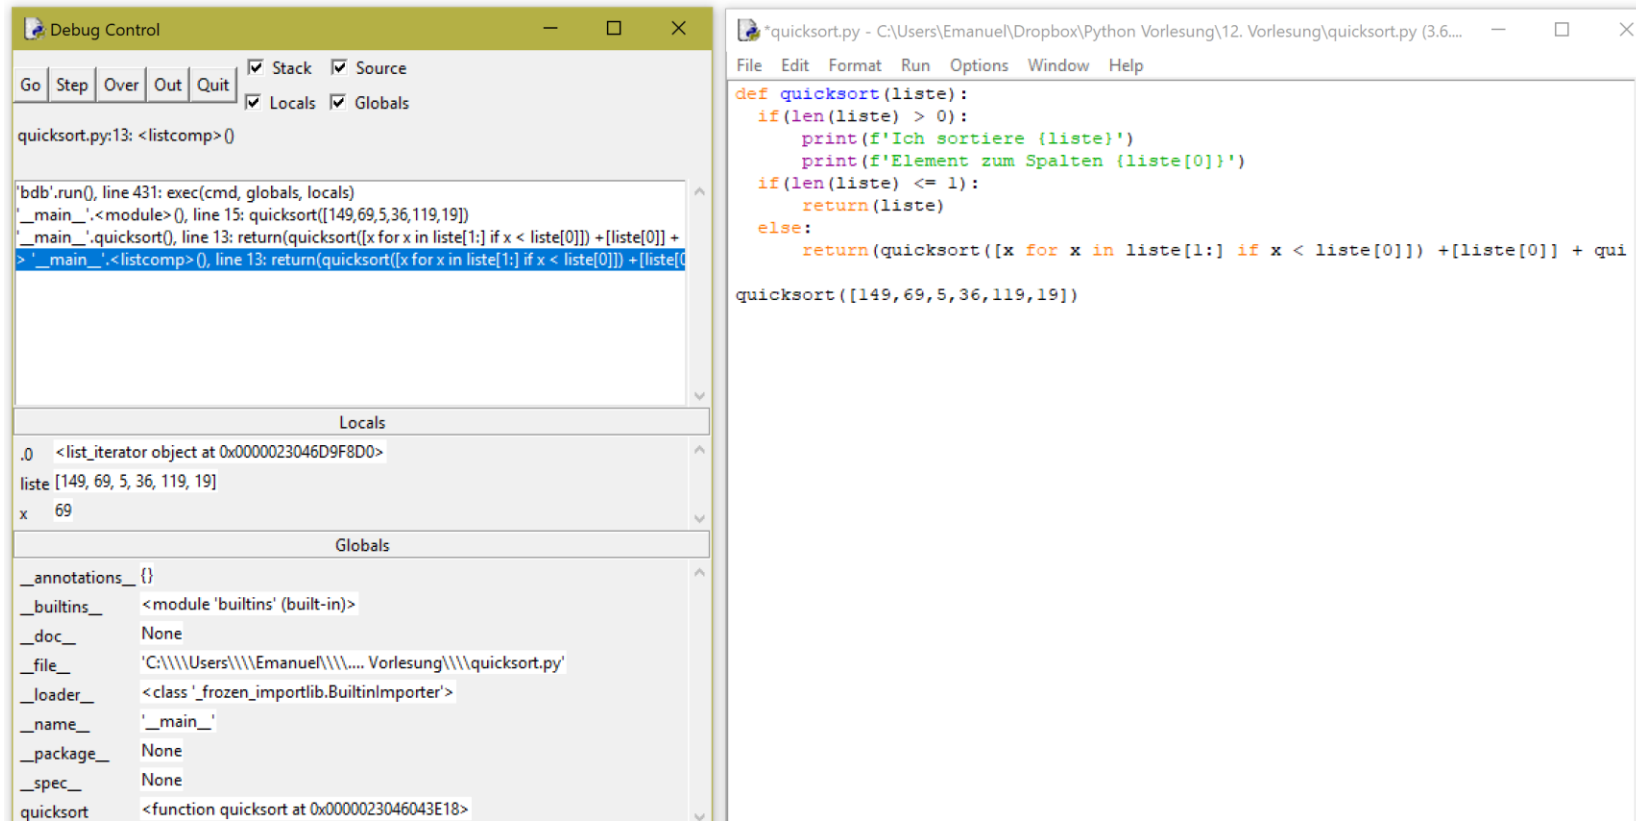 Debug Control
Go Step Over Out Quit
Stack Source
Locals Globals
quicksort.py:13: <listcomp>()
'bdb'.run(), line 431: exec(cmd, globals, locals)
'__main__'.<module>(), line 15: quicksort([149,69,5,36,119,19])
'__main__'.quicksort(), line 13: return(quicksort([x for x in liste[1:] if x < liste[0]]) +[liste[0]] +
> '__main__'.<listcomp>(), line 13: return(quicksort([x for x in liste[1:] if x < liste[0]]) +[liste[0
Locals
.0 <list_iterator object at 0x0000023046D9F8D0>
liste [149, 69, 5, 36, 119, 19]
x 69
Globals
__annotations__ {}
__builtins__ <module 'builtins' (built-in)>
__doc__ None
__file__ 'C:\\\\Users\\\\Emanuel\\\\.... Vorlesung\\\\quicksort.py'
__loader__ <class '_frozen_importlib.BuiltinImporter'>
__name__ '__main__'
__package__ None
__spec__ None
quicksort <function quicksort at 0x0000023046043E18>
*quicksort.py - C:\Users\Emanuel\Dropbox\Python Vorlesung\12. Vorlesung\quicksort.py (3.6....
File Edit Format Run Options Window Help
def quicksort(liste):
  if(len(liste) > 0):
      print(f'Ich sortiere {liste}')
      print(f'Element zum Spalten {liste[0]}')
  if(len(liste) <= 1):
      return(liste)
  else:
      return(quicksort([x for x in liste[1:] if x < liste[0]]) +[liste[0]] + qui
quicksort([149,69,5,36,119,19])